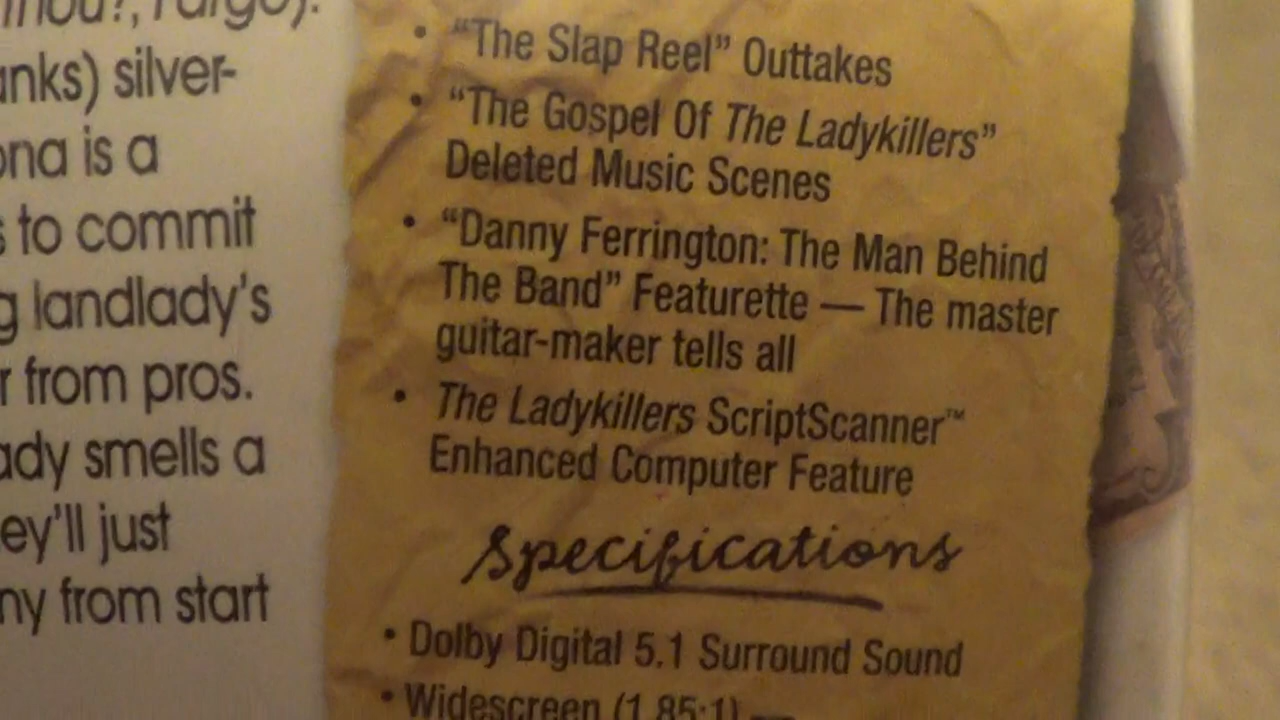 Fargo).
anks) silver-
ona is a
s to commit
g landlady's
r from pros.
ady smells a
ey'll just
ny from start
• "The Slap Reel" Outtakes
• "The Gospel Of The Ladykillers"
Deleted Music Scenes
• "Danny Ferrington: The Man Behind
The Band" Featurette — The master
guitar-maker tells all
• The Ladykillers ScriptScanner™
Enhanced Computer Feature
Specifications
• Dolby Digital 5.1 Surround Sound
• Widescreen (1.85:1) —